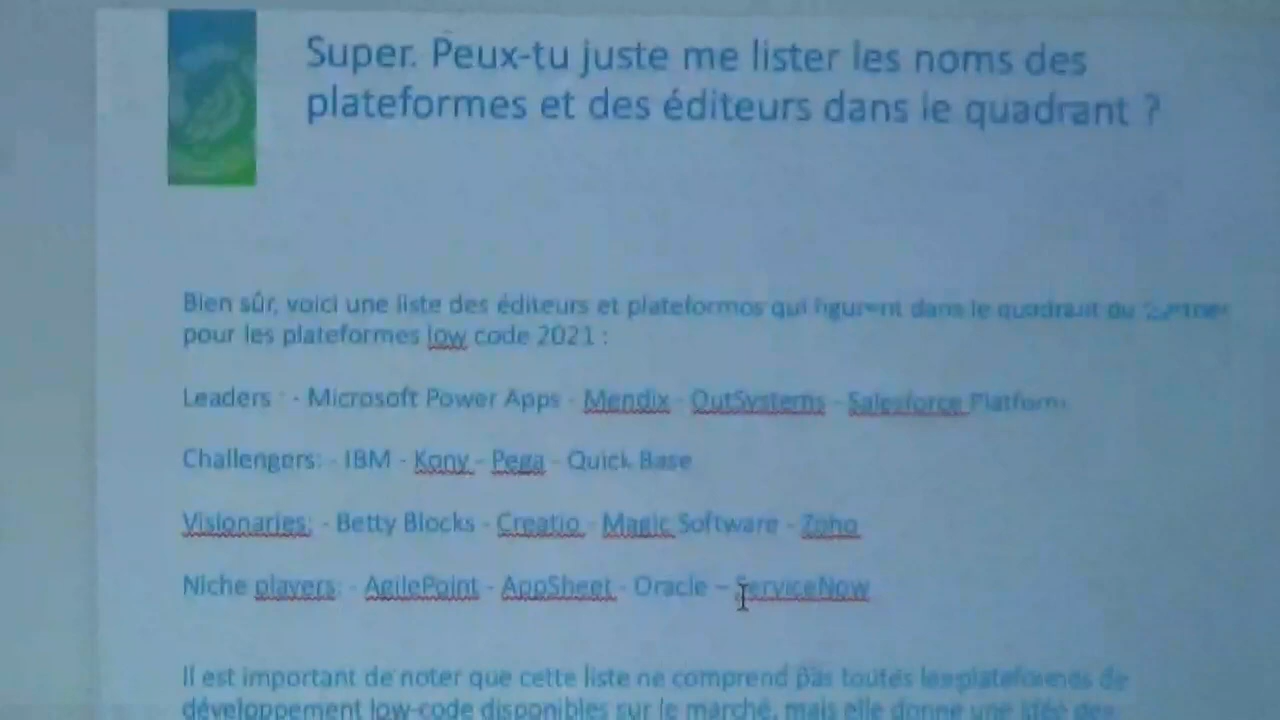 Super. Peux-tu juste me lister les noms des
plateformes et des éditeurs dans le quadrant ?
Bien sûr, voici une liste des éditeurs et plateformos qui figurent dans le quadrant du
pour les plateformes low code 2021 :
Leaders : - Microsoft Power Apps - Mendix - OutSystems - Salesforce Platform
Challengers: - IBM - Kony - Pega - Quick Base
Visionaries: - Betty Blocks - Creatio - Magic Software - Zoho
Niche players: - AgilePoint - AppSheet - Oracle – ServiceNow
Il est important de noter que cette liste ne comprend pas toutes les plateformes de
développement low-code disponibles sur le marché, mais elle donne une idée des